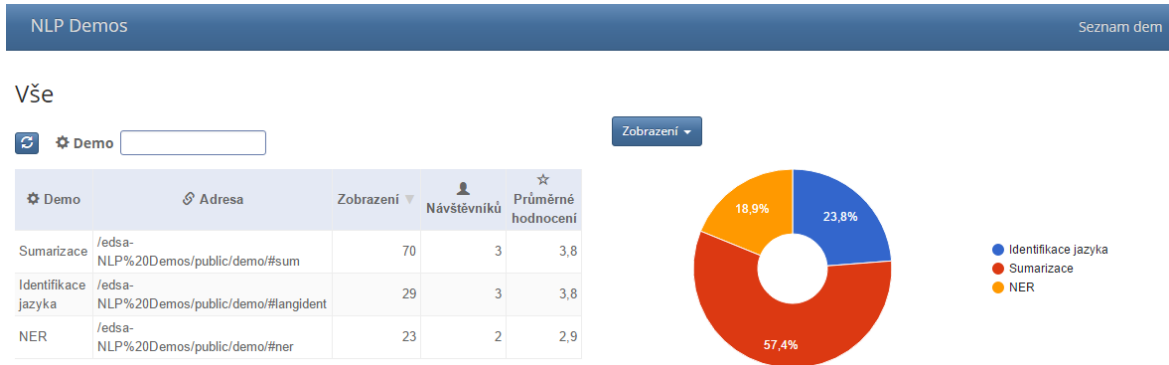 NLP Demos
Seznam dem
Vše
Demo
Zobrazení
Demo Adresa Zobrazení Návštěvníků Průměrné
hodnocení
Sumarizace /edsa-
NLP%20Demos/public/demo/#sum 70 3 3,8
Identifikace /edsa-
jazyka NLP%20Demos/public/demo/#langident 29 3 3,8
NER /edsa-
NLP%20Demos/public/demo/#ner 23 2 2,9
18,9%
23,8%
57,4%
Identifikace jazyka
Sumarizace
NER